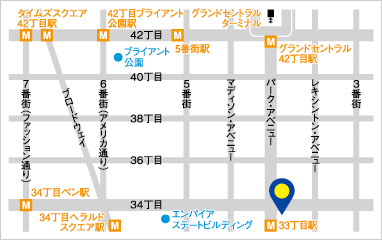 タイムズスクエア
42丁目駅
42丁目ブライアント
公園駅
グランドセントラル
ターミナル
M
M
M
M
M
42丁目
5番街駅
グランドセントラル
42丁目駅
ブライアント
公園
40丁目
7番街(ファッション通り)
ブロードウェイ
6番街(アメリカ通り)
5番街
マディソン・アベニュー
パーク・アベニュー
レキシントン・アベニュー
3番街
38丁目
36丁目
34丁目ペン駅
34丁目
M
34丁目ヘラルド
スクエア駅
M
エンパイア
ステートビルディング
M
33丁目駅